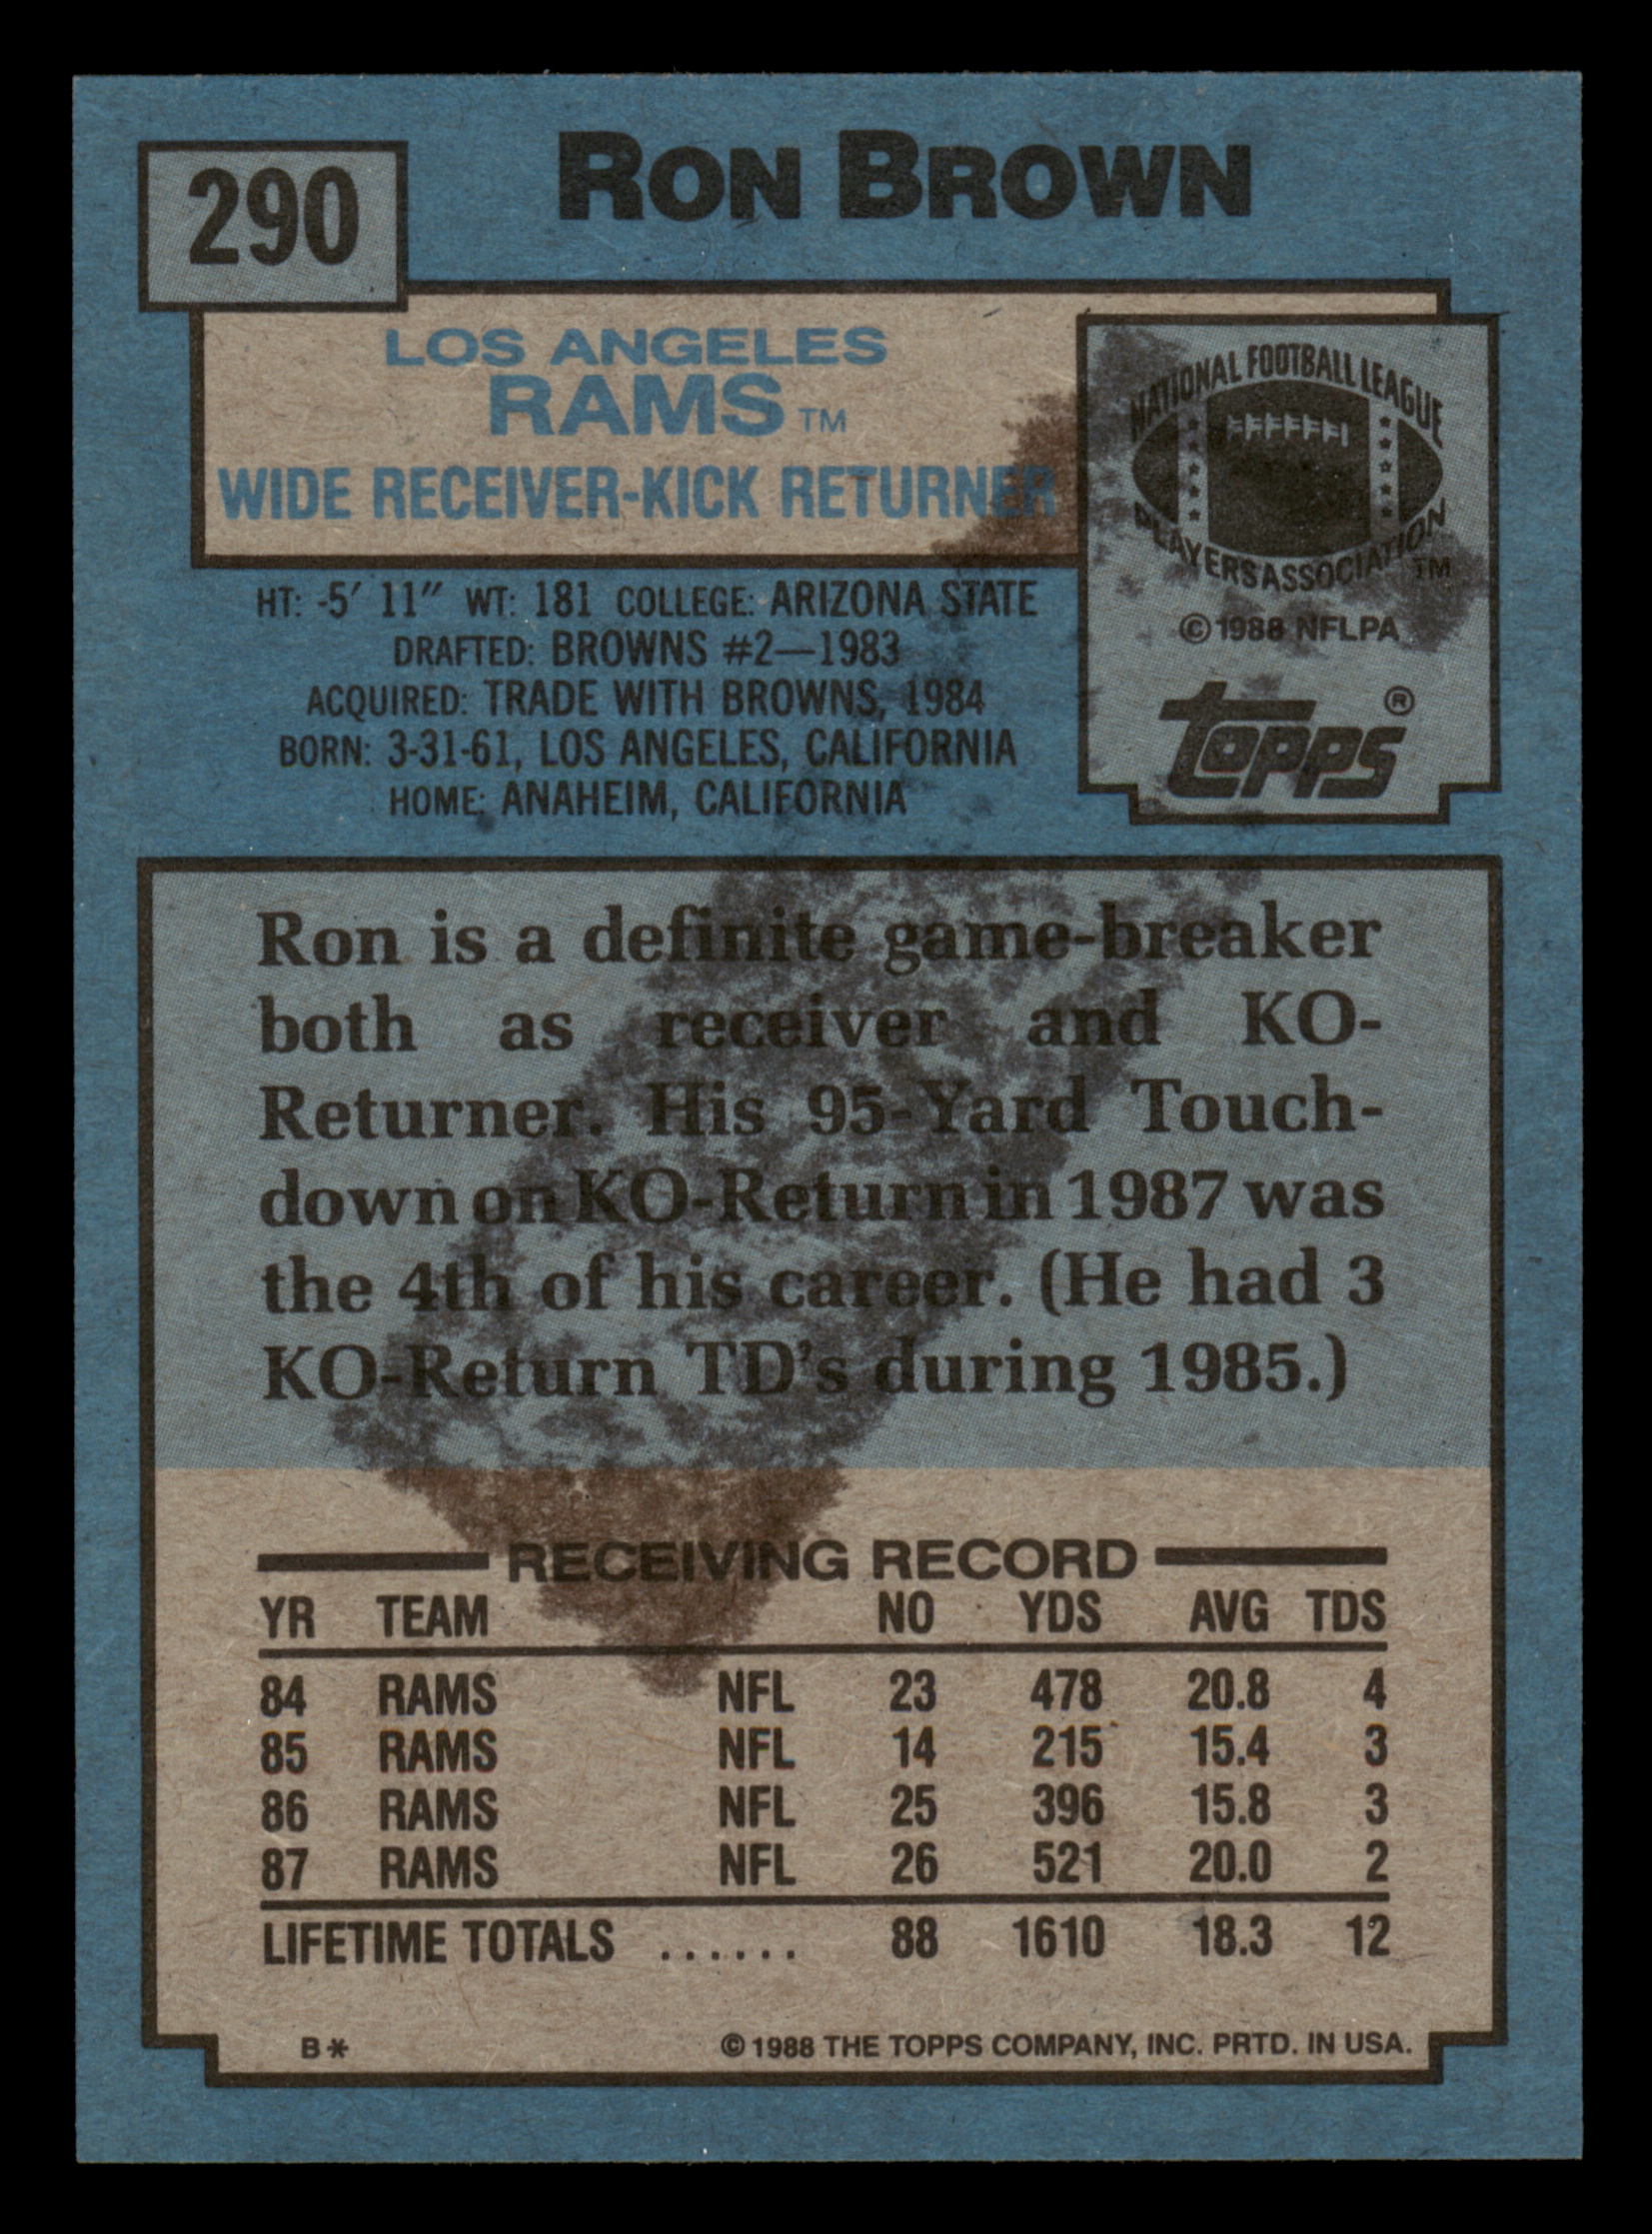 290
RON BROWN
LOS ANGELES
RAMS TM
WIDE RECEIVER-KICK RETURNER
NATIONAL FOOTBALL LEAGUE
PLAYERS ASSOCIATION TM
© 1988 NFLPA
topps ®
HT: -5' 11" WT: 181 COLLEGE: ARIZONA STATE
DRAFTED: BROWNS #2—1983
ACQUIRED: TRADE WITH BROWNS, 1984
BORN: 3-31-61, LOS ANGELES, CALIFORNIA
HOME: ANAHEIM, CALIFORNIA
Ron is a definite game-breaker
both as receiver and KO-
Returner. His 95-Yard Touch-
down on KO-Return in 1987 was
the 4th of his career. (He had 3
KO-Return TD's during 1985.)
RECEIVING RECORD
YR TEAM NO YDS AVG TDS
84 RAMS NFL 23 478 20.8 4
85 RAMS NFL 14 215 15.4 3
86 RAMS NFL 25 396 15.8 3
87 RAMS NFL 26 521 20.0 2
LIFETIME TOTALS ...... 88 1610 18.3 12
B* © 1988 THE TOPPS COMPANY, INC. PRTD. IN USA.